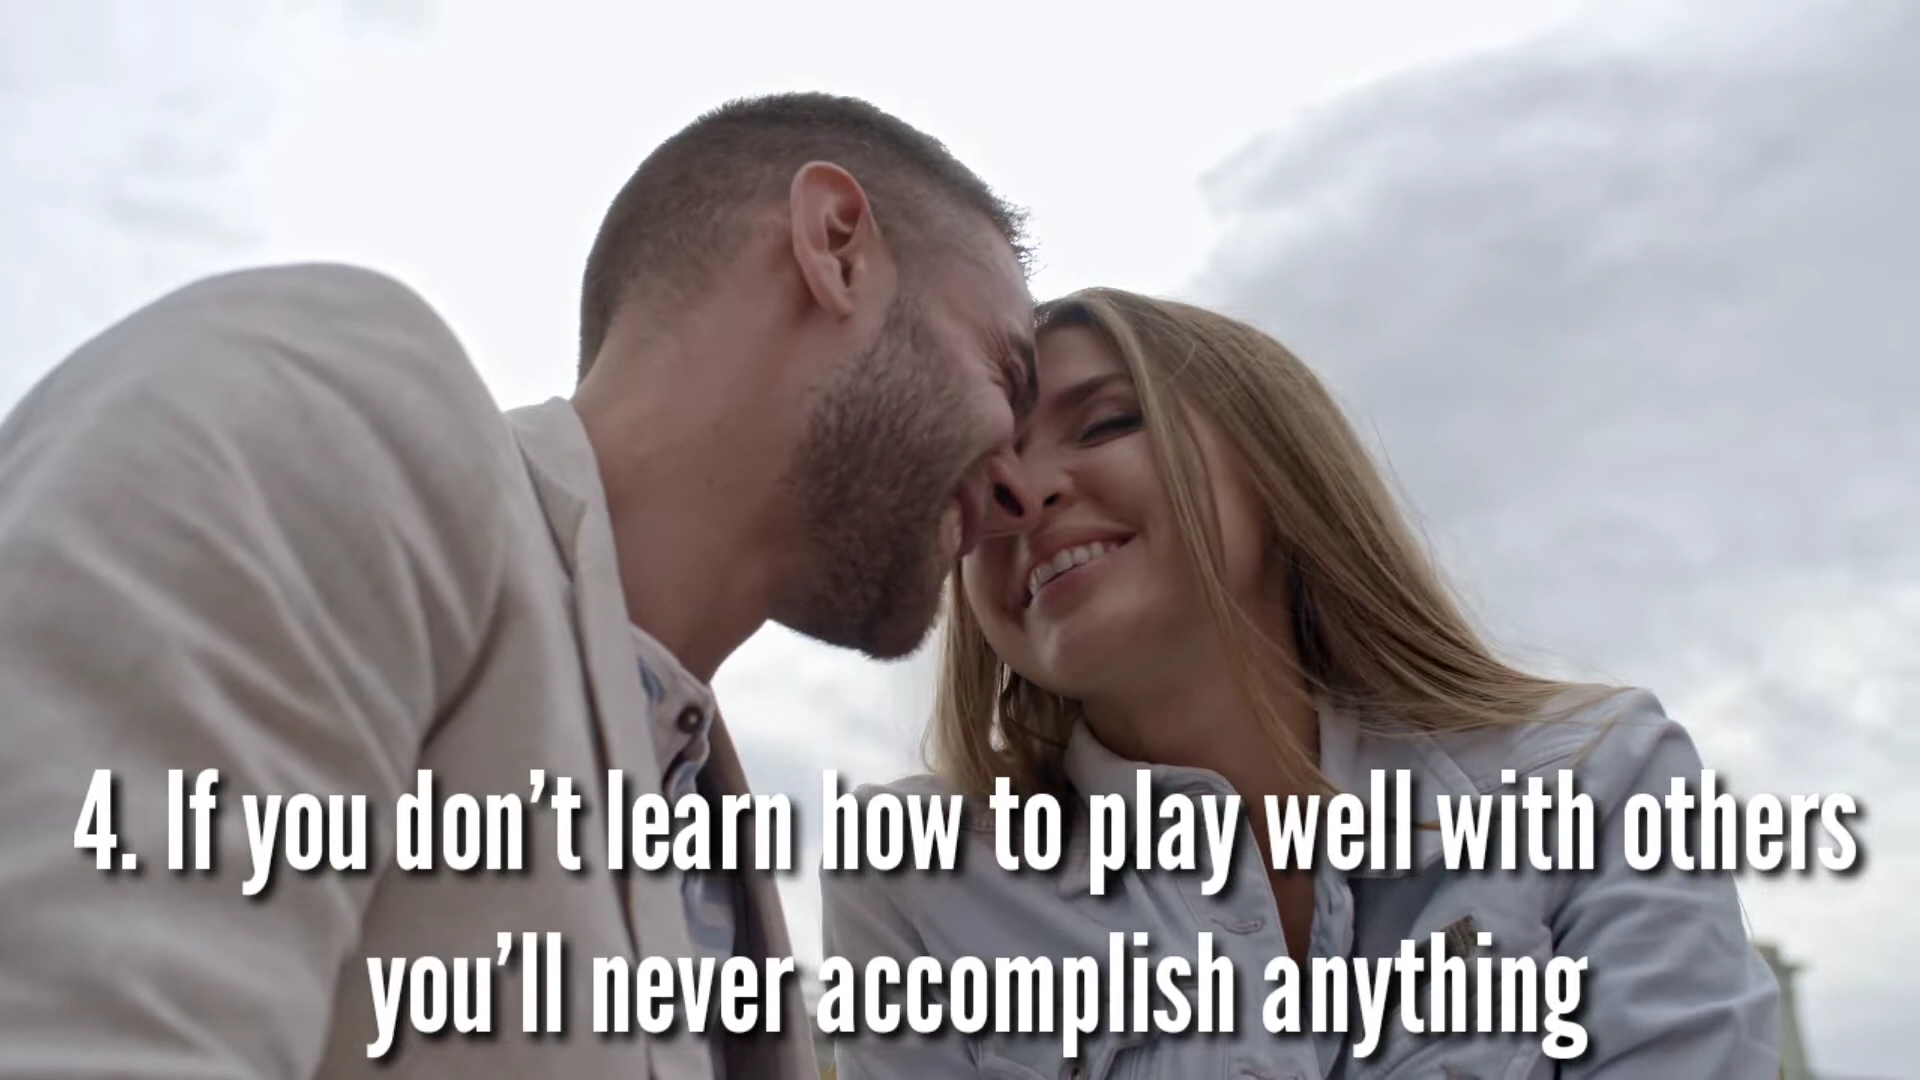 4. If you don’t learn how to play well with others
you’ll never accomplish anything